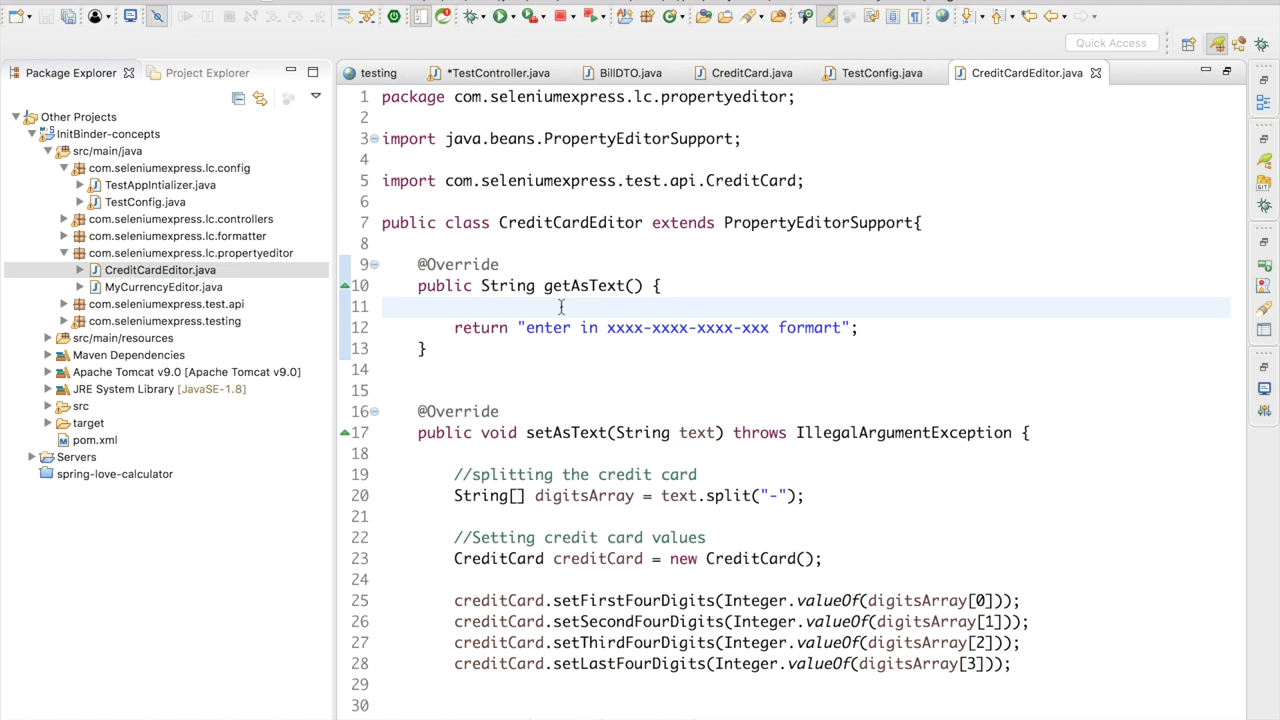 Quick Access
Package Explorer
Project Explorer
testing
*TestController.java
BillDTO.java
CreditCard.java
TestConfig.java
CreditCardEditor.java
Other Projects
InitBinder-concepts
src/main/java
com.seleniumexpress.lc.config
TestAppIntializer.java
TestConfig.java
com.seleniumexpress.lc.controllers
com.seleniumexpress.lc.formatter
com.seleniumexpress.lc.propertyeditor
CreditCardEditor.java
MyCurrencyEditor.java
com.seleniumexpress.test.api
com.seleniumexpress.testing
src/main/resources
Maven Dependencies
Apache Tomcat v9.0 [Apache Tomcat v9.0]
JRE System Library [JavaSE-1.8]
src
target
pom.xml
Servers
spring-love-calculator
1 package com.seleniumexpress.lc.propertyeditor;
2
3 import java.beans.PropertyEditorSupport;
4
5 import com.seleniumexpress.test.api.CreditCard;
6
7 public class CreditCardEditor extends PropertyEditorSupport{
8
9 @Override
10 public String getAsText() {
11
12 return "enter in xxxx-xxxx-xxxx-xxx formart";
13 }
14
15
16 @Override
17 public void setAsText(String text) throws IllegalArgumentException {
18
19 //splitting the credit card
20 String[] digitsArray = text.split("-");
21
22 //Setting credit card values
23 CreditCard creditCard = new CreditCard();
24
25 creditCard.setFirstFourDigits(Integer.valueOf(digitsArray[0]));
26 creditCard.setSecondFourDigits(Integer.valueOf(digitsArray[1]));
27 creditCard.setThirdFourDigits(Integer.valueOf(digitsArray[2]));
28 creditCard.setLastFourDigits(Integer.valueOf(digitsArray[3]));
29
30